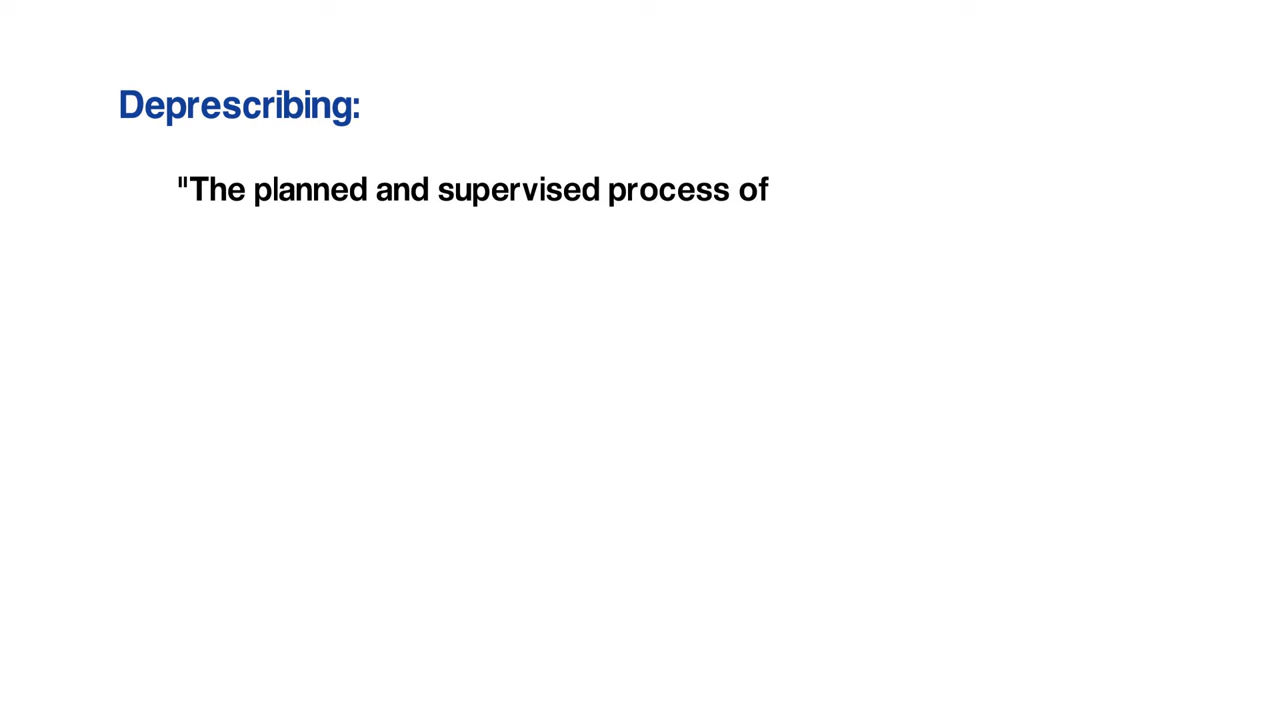 Deprescribing:
"The planned and supervised process of